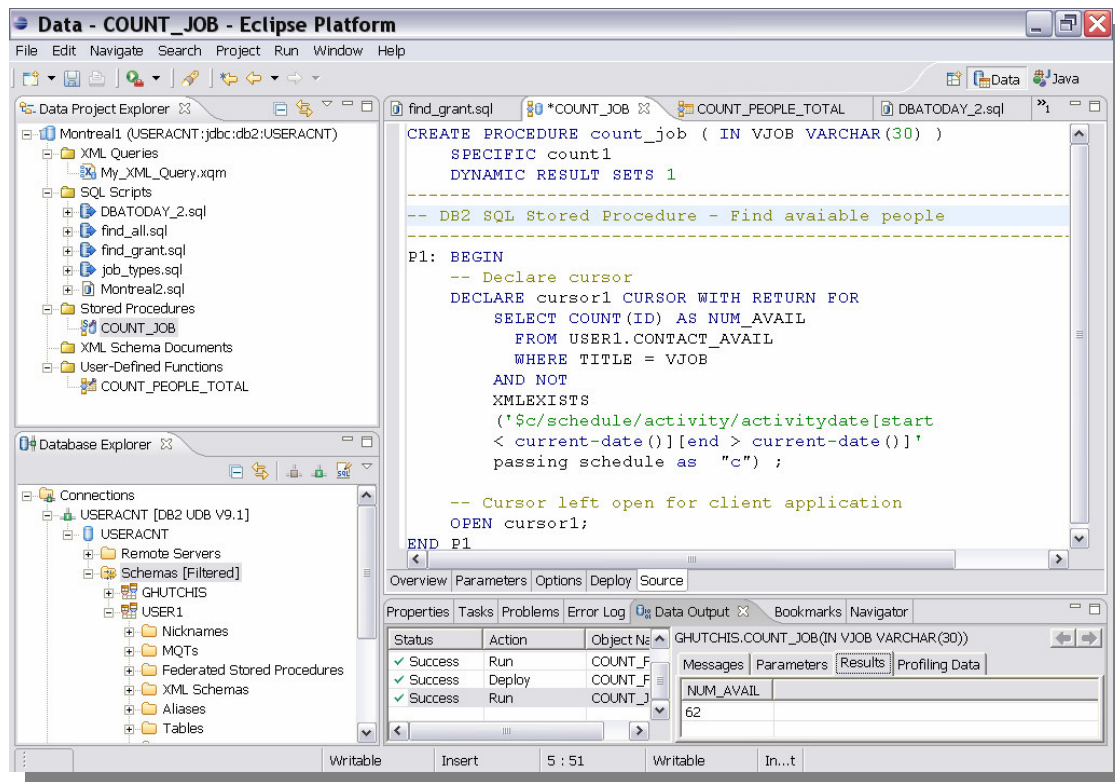 Data - COUNT_JOB - Eclipse Platform
File Edit Navigate Search Project Run Window Help
Data Java
Data Project Explorer
Montreal1 (USERACNT:jdbc:db2:USERACNT)
XML Queries
My_XML_Query.xqm
SQL Scripts
DBATODAY_2.sql
find_all.sql
find_grant.sql
job_types.sql
Montreal2.sql
Stored Procedures
COUNT_JOB
XML Schema Documents
User-Defined Functions
COUNT_PEOPLE_TOTAL
Database Explorer
SQL
Connections
USERACNT [DB2 UDB V9.1]
USERACNT
Remote Servers
Schemas [Filtered]
GHUTCHIS
USER1
Nicknames
MQTs
Federated Stored Procedures
XML Schemas
Aliases
Tables
find_grant.sql *COUNT_JOB COUNT_PEOPLE_TOTAL DBATODAY_2.sql »1
CREATE PROCEDURE count_job ( IN VJOB VARCHAR(30) )
SPECIFIC count1
DYNAMIC RESULT SETS 1
------------------------------------------------------------------------
-- DB2 SQL Stored Procedure - Find avaiable people
------------------------------------------------------------------------
P1: BEGIN
-- Declare cursor
DECLARE cursor1 CURSOR WITH RETURN FOR
SELECT COUNT(ID) AS NUM_AVAIL
FROM USER1.CONTACT_AVAIL
WHERE TITLE = VJOB
AND NOT
XMLEXISTS
('$c/schedule/activity/activitydate[start
< current-date()][end > current-date()]'
passing schedule as "c") ;
-- Cursor left open for client application
OPEN cursor1;
END P1
Overview Parameters Options Deploy Source
Properties Tasks Problems Error Log Data Output Bookmarks Navigator
Status Action Object Na
Success Run COUNT_F
Success Deploy COUNT_F
Success Run COUNT_J
GHUTCHIS.COUNT_JOB(IN VJOB VARCHAR(30))
Messages Parameters Results Profiling Data
NUM_AVAIL
62
Writable Insert 5 : 51 Writable In...t